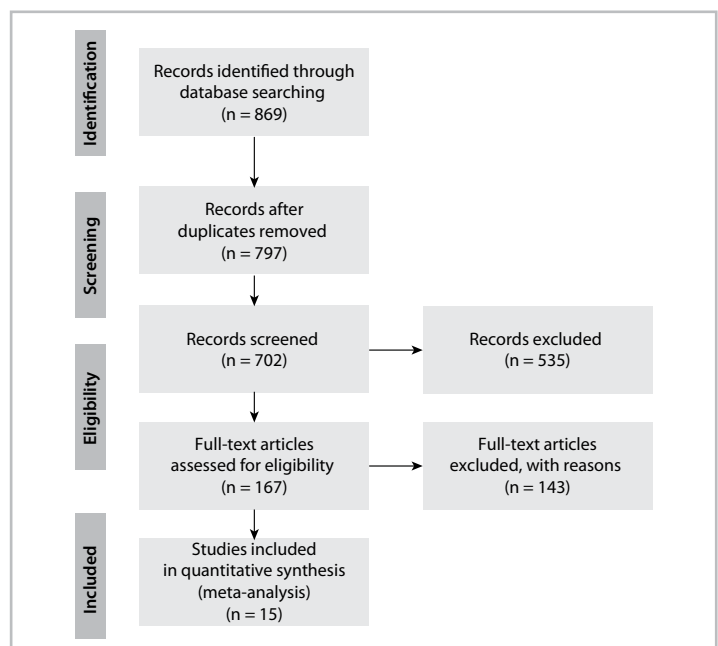 Identification
Records identified through
database searching
(n = 869)
Screening
Records after
duplicates removed
(n = 797)
Records screened
(n = 702)
Records excluded
(n = 535)
Eligibility
Full-text articles
assessed for eligibility
(n = 167)
Full-text articles
excluded, with reasons
(n = 143)
Included
Studies included
in quantitative synthesis
(meta-analysis)
(n = 15)